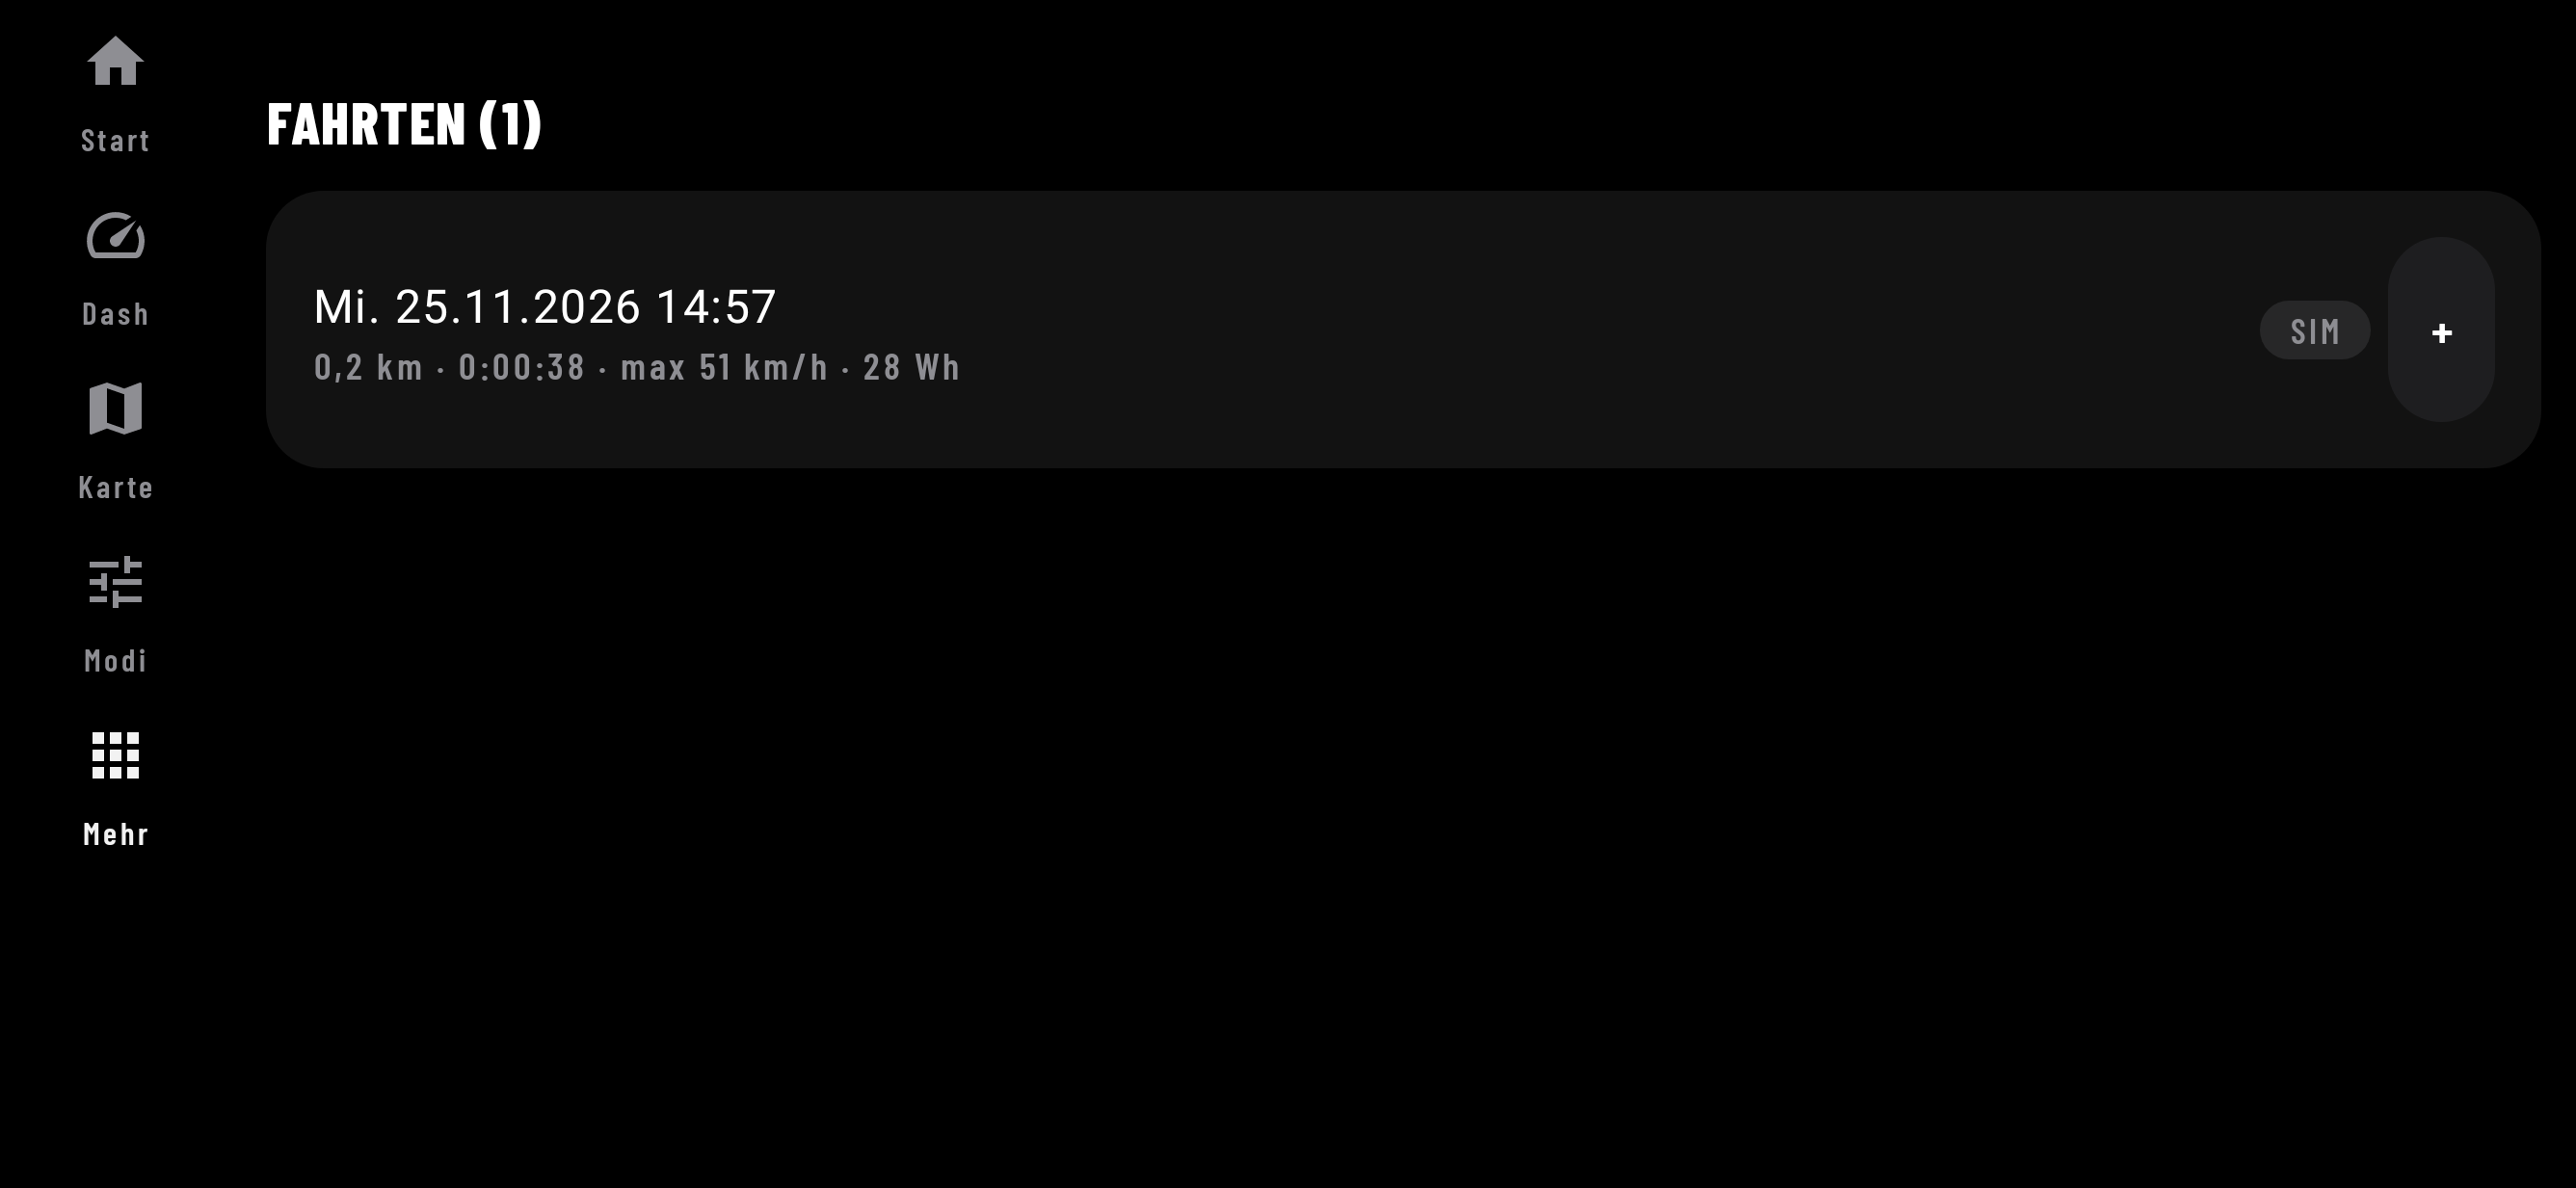 Start
Dash
Karte
Modi
Mehr
FAHRTEN (1)
Mi. 25.11.2026 14:57
0,2 km · 0:00:38 · max 51 km/h · 28 Wh
SIM
+